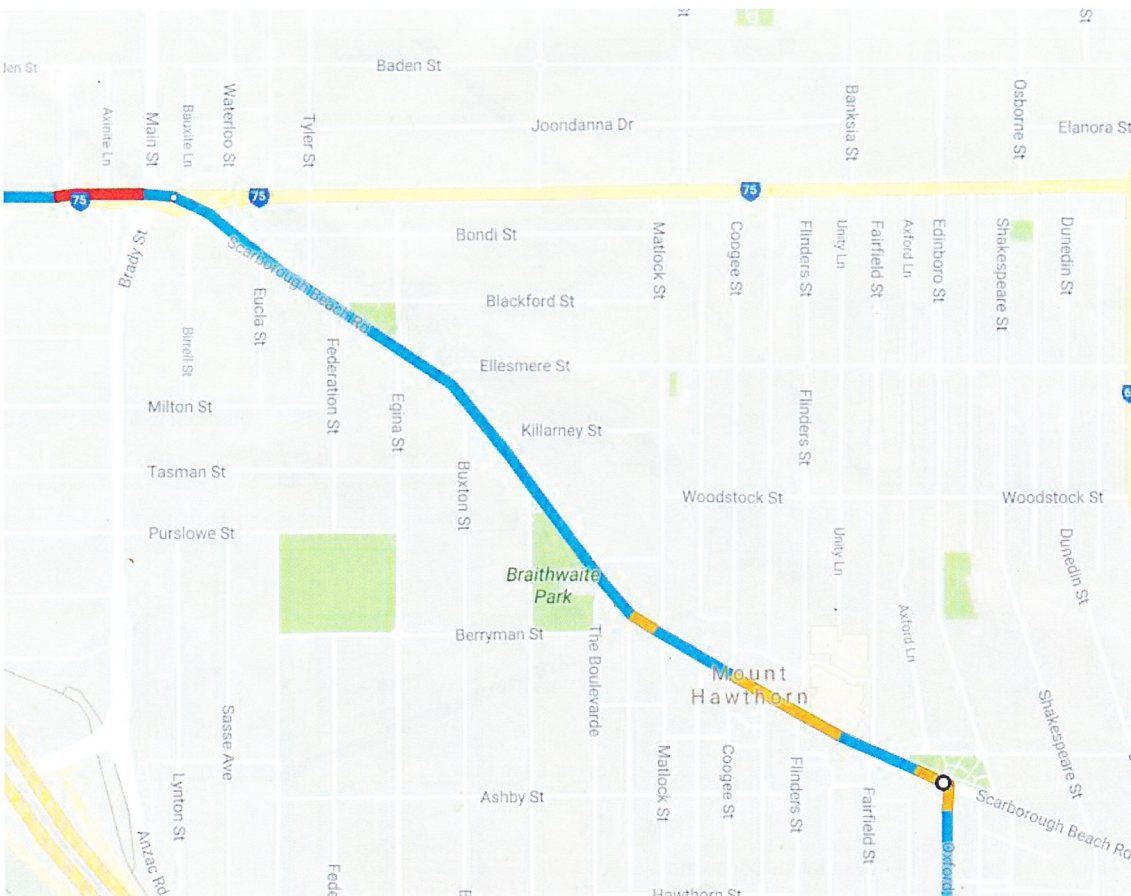 St
St
den St
Baden St
Axinite Ln
Main St
Bauxite Ln
Waterloo St
Tyler St
Joondanna Dr
Banksia St
Osborne St
Elanora St
75
75
75
Brady St
Scarborough Beach Rd
Bondi St
Matlock St
Coogee St
Flinders St
Unity Ln
Fairfield St
Axford Ln
Edinboro St
Shakespeare St
Dunedin St
Eucla St
Blackford St
Birrell St
Federation St
Ellesmere St
6
Milton St
Egina St
Flinders St
Killarney St
Tasman St
Buxton St
Woodstock St
Woodstock St
Purslowe St
Unity Ln
Dunedin St
Braithwaite
Park
Berryman St
The Boulevarde
Axford Ln
Mount
Hawthorn
Sasse Ave
Shakespeare St
Lynton St
Matlock St
Coogee St
Flinders St
Fairfield St
Ashby St
Scarborough Beach Rd
Anzac Rd
Fede
Oxford
Hawthorn St